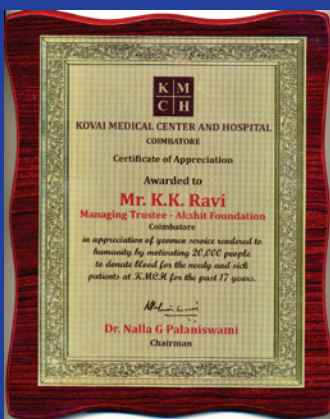 K M
C H
KOVAI MEDICAL CENTER AND HOSPITAL
COIMBATORE
Certificate of Appreciation
Awarded to
Mr. K.K. Ravi
Managing Trustee - Akshit Foundation
Coimbatore
in appreciation of yeomen service rendered to
humanity by motivating 20,000 people
to donate blood for the needy and sick
patients at K.M.C.H for the past 17 years.
Dr. Nalla G Palaniswami
Chairman